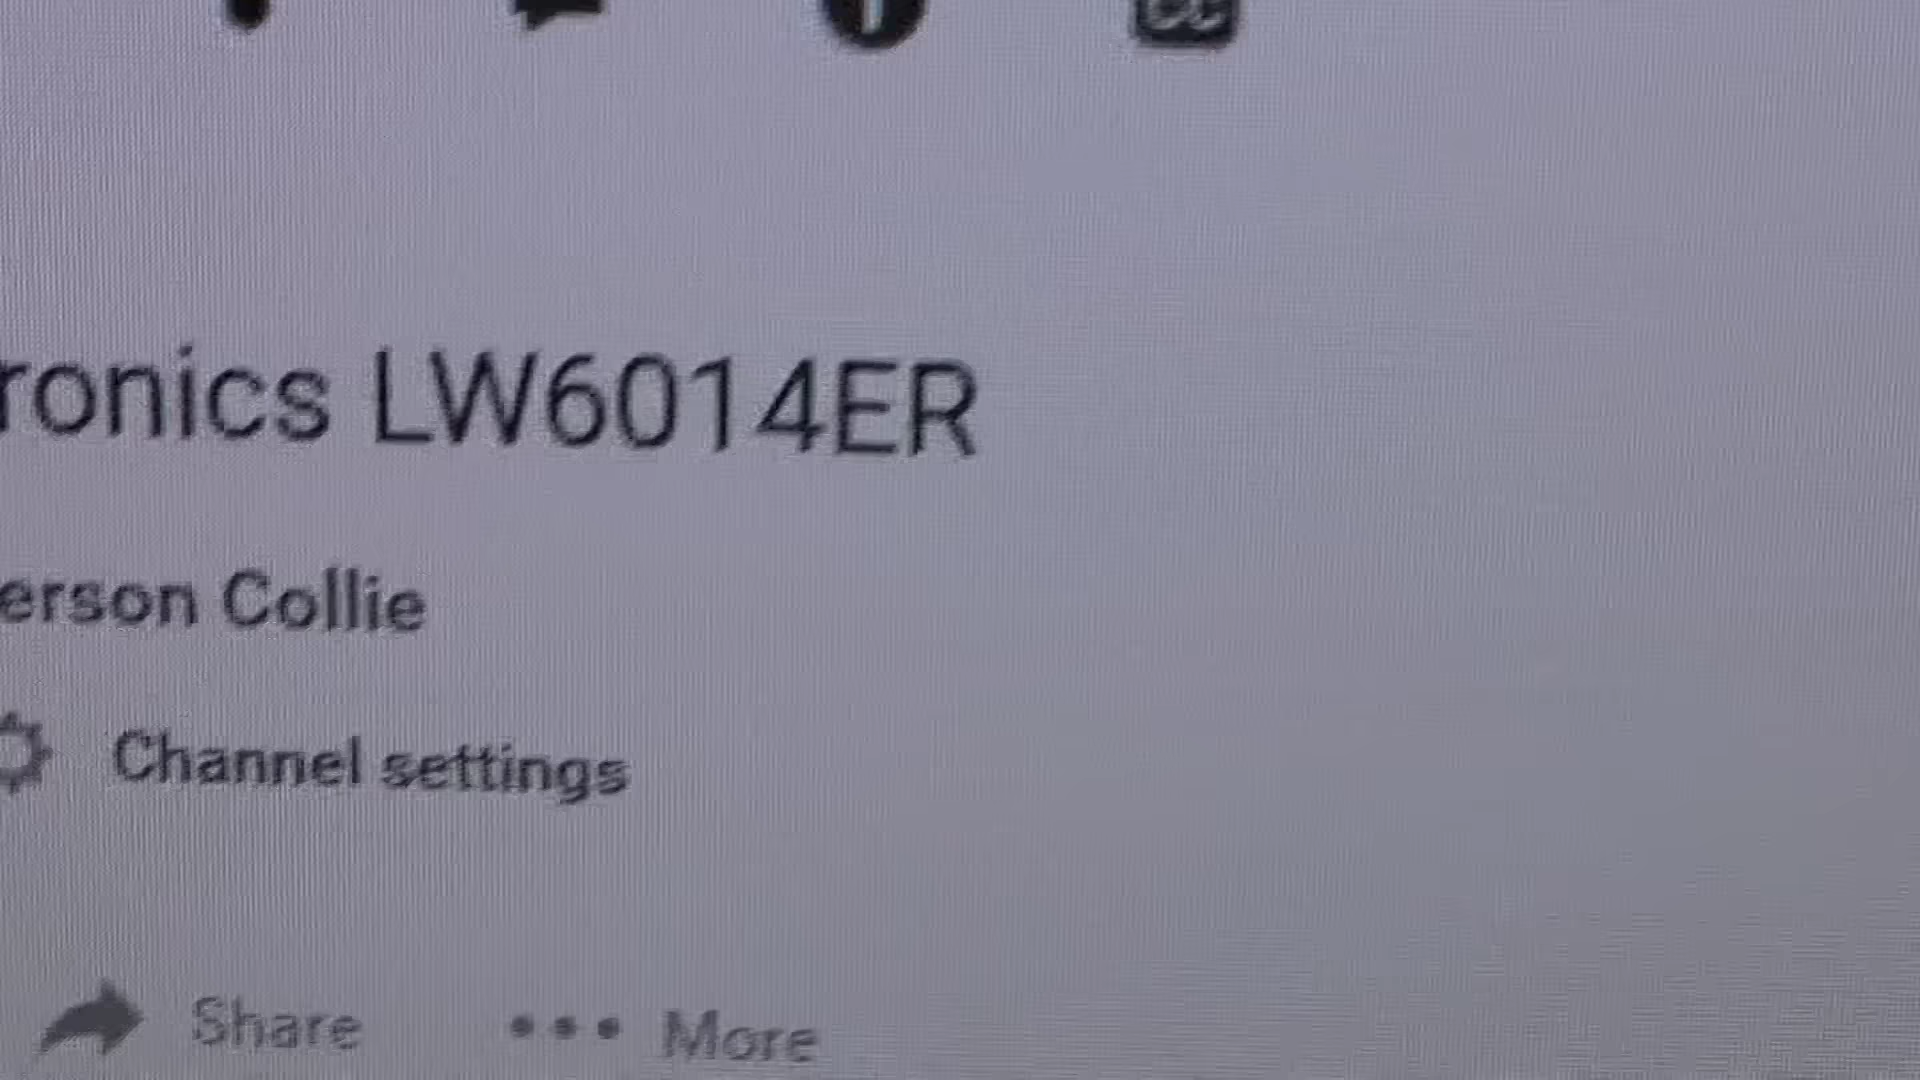 ronics LW6014ER
erson Collie
Channel settings
Share ••• More